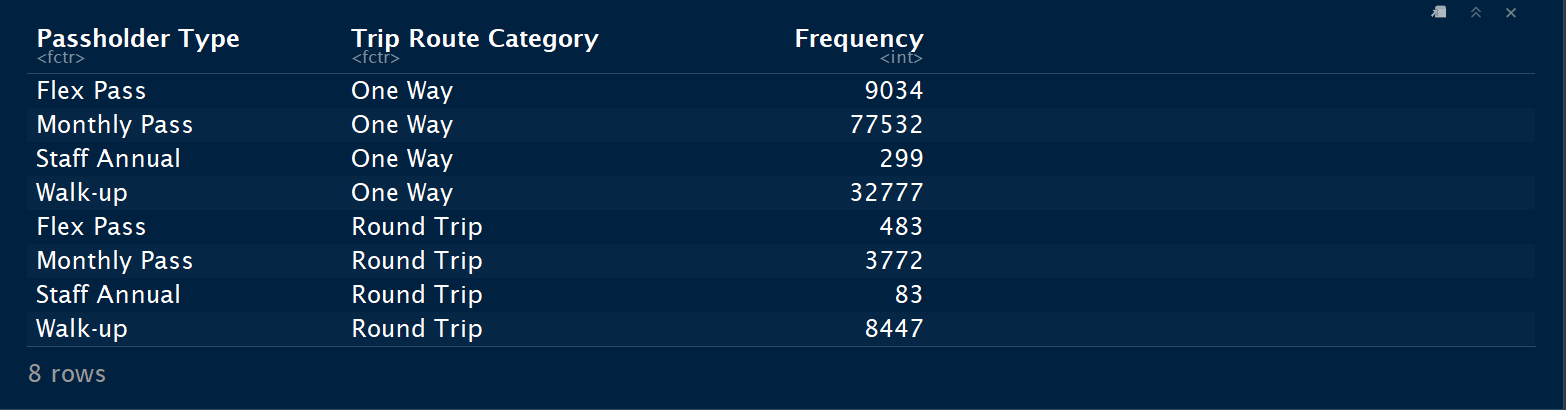 Passholder Type Trip Route Category Frequency
<fctr> <fctr> <int>
Flex Pass One Way 9034
Monthly Pass One Way 77532
Staff Annual One Way 299
Walk-up One Way 32777
Flex Pass Round Trip 483
Monthly Pass Round Trip 3772
Staff Annual Round Trip 83
Walk-up Round Trip 8447
8 rows